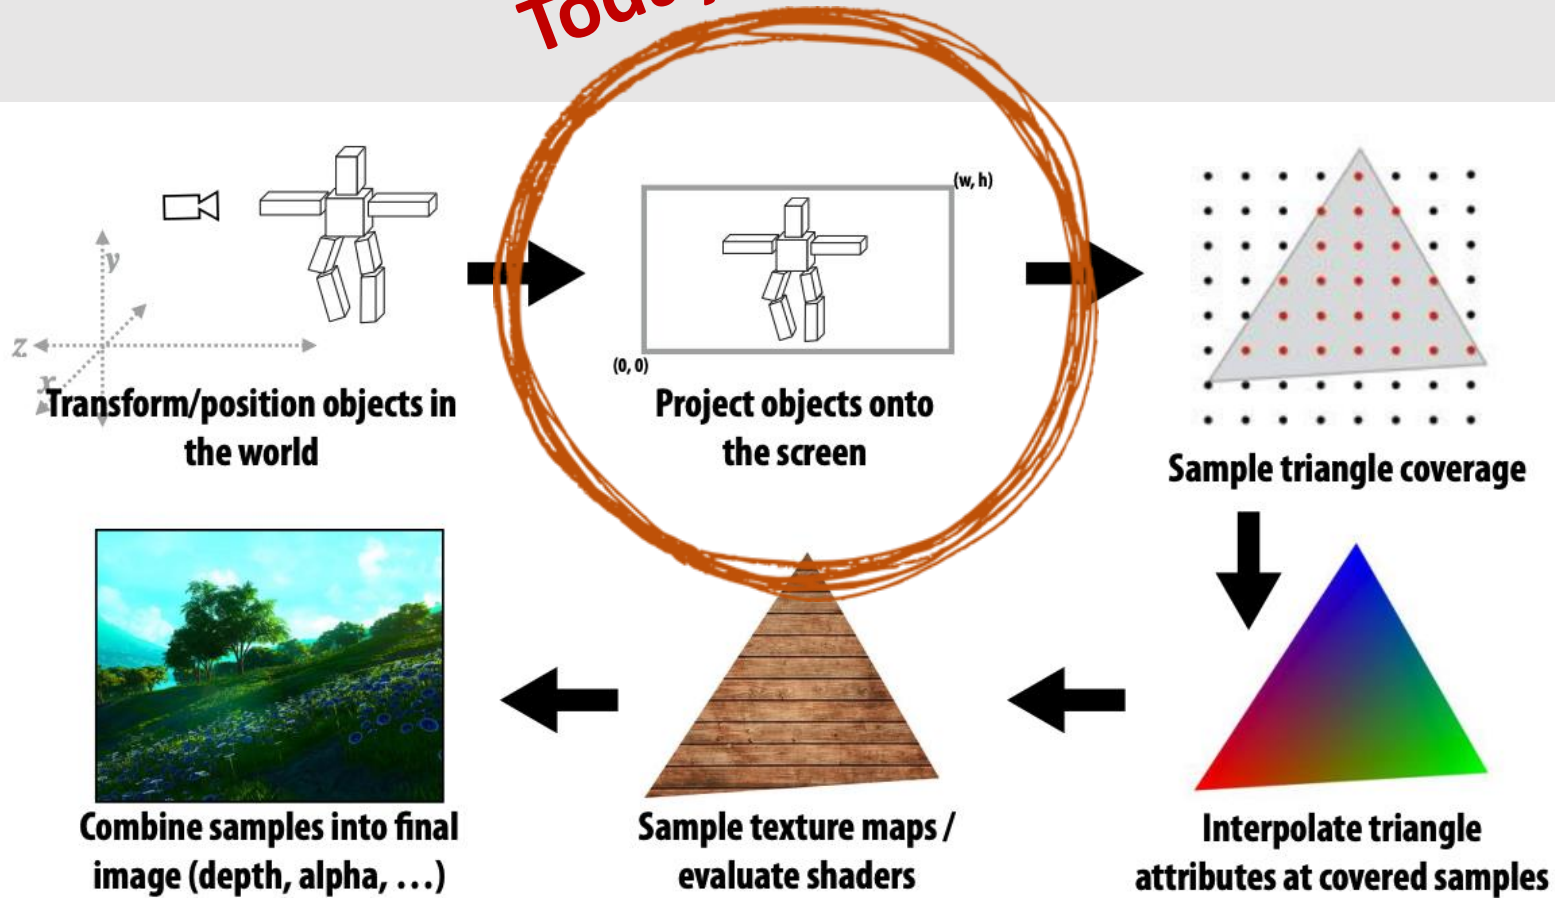 y
z
x
Transform/position objects in
the world
(w, h)
(0, 0)
Project objects onto
the screen
Sample triangle coverage
Combine samples into final
image (depth, alpha, …)
Sample texture maps /
evaluate shaders
Interpolate triangle
attributes at covered samples